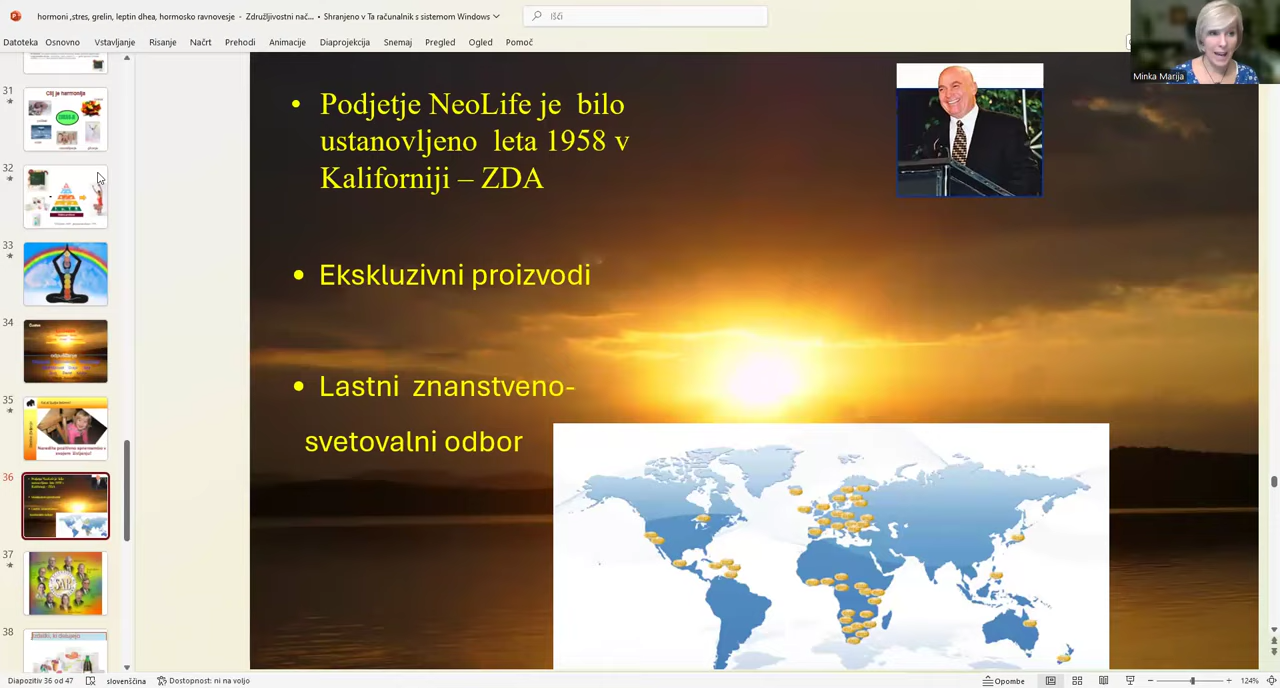 hormoni ,stres, grelin, leptin dhea, hormosko ravnovesje - Združljivostni nač... • Shranjeno v Ta računalnik s sistemom Windows
Išči
Datoteka Osnovno Vstavljanje Risanje Načrt Prehodi Animacije Diaprojekcija Snemaj Pregled Ogled Pomoč
Minka Marija
31
Cilj je harmonija
32
33
34
35
36
37
38
• Podjetje NeoLife je bilo
ustanovljeno leta 1958 v
Kaliforniji – ZDA
• Ekskluzivni proizvodi
• Lastni znanstveno-
svetovalni odbor
Diapozitiv 36 od 47 slovenščina Dostopnost: ni na voljo Opombe 124%